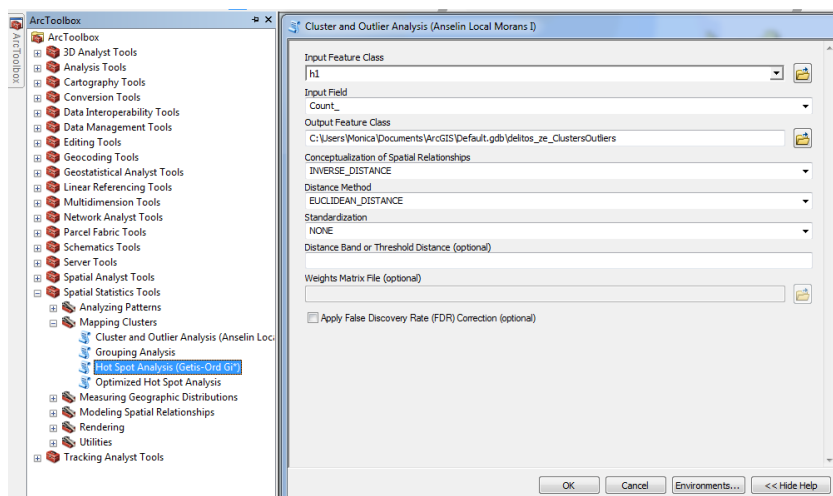 ArcToolbox
ArcToolbox
ArcToolbox
3D Analyst Tools
Analysis Tools
Cartography Tools
Conversion Tools
Data Interoperability Tools
Data Management Tools
Editing Tools
Geocoding Tools
Geostatistical Analyst Tools
Linear Referencing Tools
Multidimension Tools
Network Analyst Tools
Parcel Fabric Tools
Schematics Tools
Server Tools
Spatial Analyst Tools
Spatial Statistics Tools
Analyzing Patterns
Mapping Clusters
Cluster and Outlier Analysis (Anselin Loc
Grouping Analysis
Hot Spot Analysis (Getis-Ord Gi*)
Optimized Hot Spot Analysis
Measuring Geographic Distributions
Modeling Spatial Relationships
Rendering
Utilities
Tracking Analyst Tools
Cluster and Outlier Analysis (Anselin Local Morans I)
Input Feature Class
h1
Input Field
Count_
Output Feature Class
C:\Users\Monica\Documents\ArcGIS\Default.gdb\delitos_ze_ClustersOutliers
Conceptualization of Spatial Relationships
INVERSE_DISTANCE
Distance Method
EUCLIDEAN_DISTANCE
Standardization
NONE
Distance Band or Threshold Distance (optional)
Weights Matrix File (optional)
Apply False Discovery Rate (FDR) Correction (optional)
OK Cancel Environments... << Hide Help